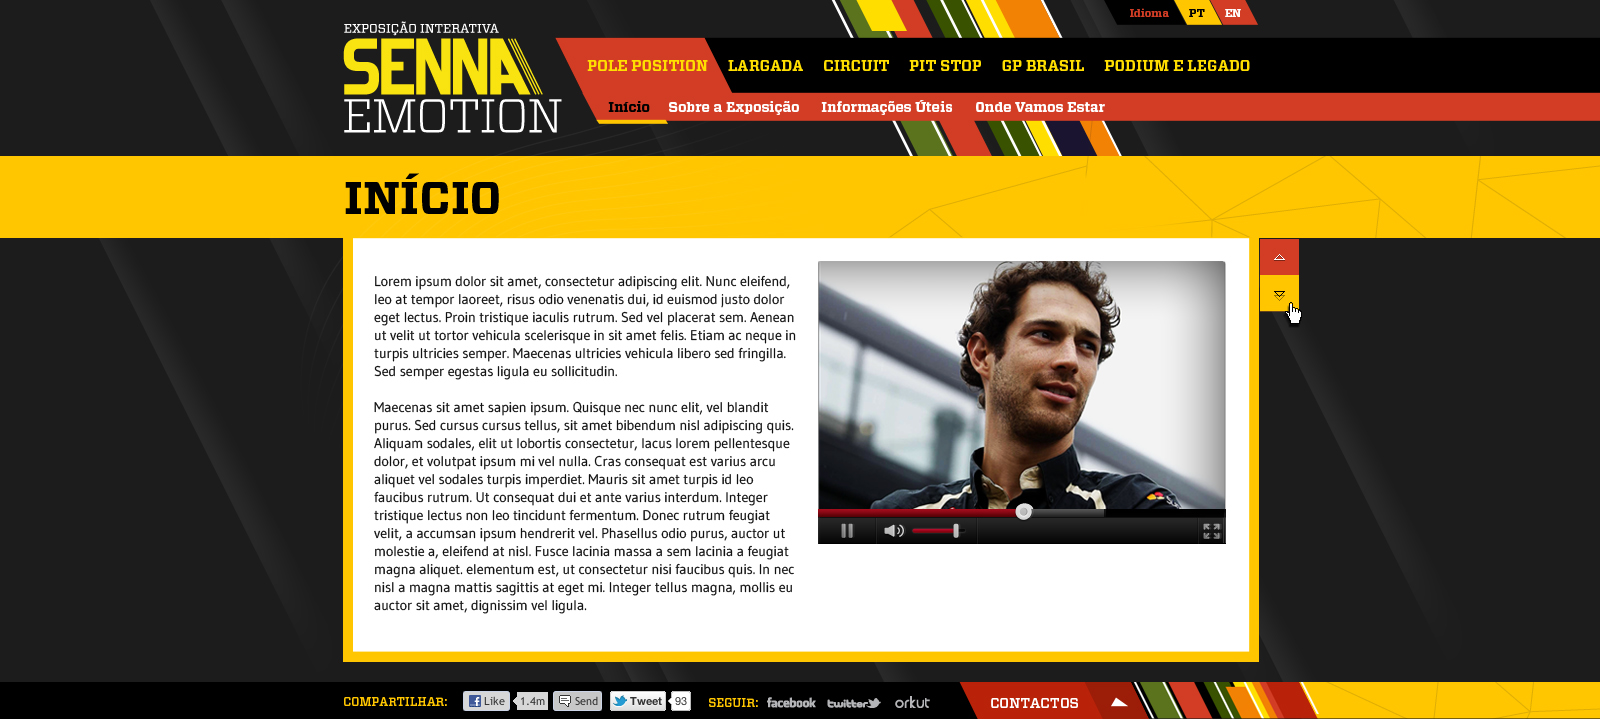 EXPOSIÇÃO INTERATIVA
SENNA
EMOTION
Idioma PT EN
POLE POSITION LARGADA CIRCUIT PIT STOP GP BRASIL PODIUM E LEGADO
Início Sobre a Exposição Informações Úteis Onde Vamos Estar
INÍCIO
Lorem ipsum dolor sit amet, consectetur adipiscing elit. Nunc eleifend,
leo at tempor laoreet, risus odio venenatis dui, id euismod justo dolor
eget lectus. Proin tristique iaculis rutrum. Sed vel placerat sem. Aenean
ut velit ut tortor vehicula scelerisque in sit amet felis. Etiam ac neque in
turpis ultricies semper. Maecenas ultricies vehicula libero sed fringilla.
Sed semper egestas ligula eu sollicitudin.
Maecenas sit amet sapien ipsum. Quisque nec nunc elit, vel blandit
purus. Sed cursus cursus tellus, sit amet bibendum nisl adipiscing quis.
Aliquam sodales, elit ut lobortis consectetur, lacus lorem pellentesque
dolor, et volutpat ipsum mi vel nulla. Cras consequat est varius arcu
aliquet vel sodales turpis imperdiet. Mauris sit amet turpis id leo
faucibus rutrum. Ut consequat dui et ante varius interdum. Integer
tristique lectus non leo tincidunt fermentum. Donec rutrum feugiat
velit, a accumsan ipsum hendrerit vel. Phasellus odio purus, auctor ut
molestie a, eleifend at nisl. Fusce lacinia massa a sem lacinia a feugiat
magna aliquet. elementum est, ut consectetur nisi faucibus quis. In nec
nisl a magna mattis sagittis at eget mi. Integer tellus magna, mollis eu
auctor sit amet, dignissim vel ligula.
COMPARTILHAR: Like 1.4m Send Tweet 93 SEGUIR: facebook twitter orkut CONTACTOS